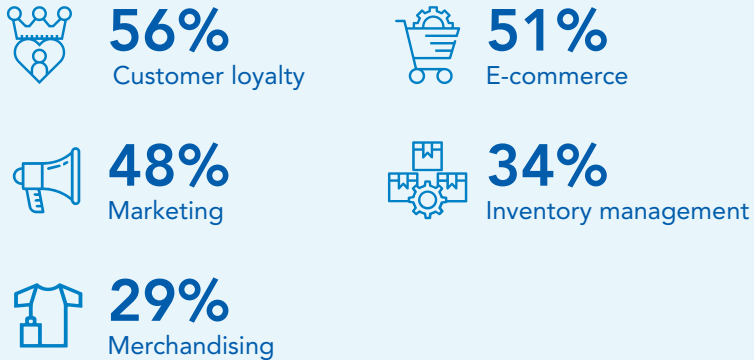 56%
Customer loyalty
51%
E-commerce
48%
Marketing
34%
Inventory management
29%
Merchandising